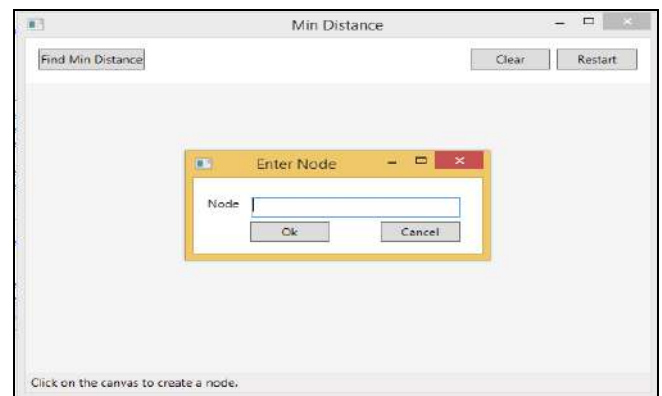 Min Distance
Find Min Distance
Clear
Restart
Enter Node
Node
Ok
Cancel
Click on the canvas to create a node.